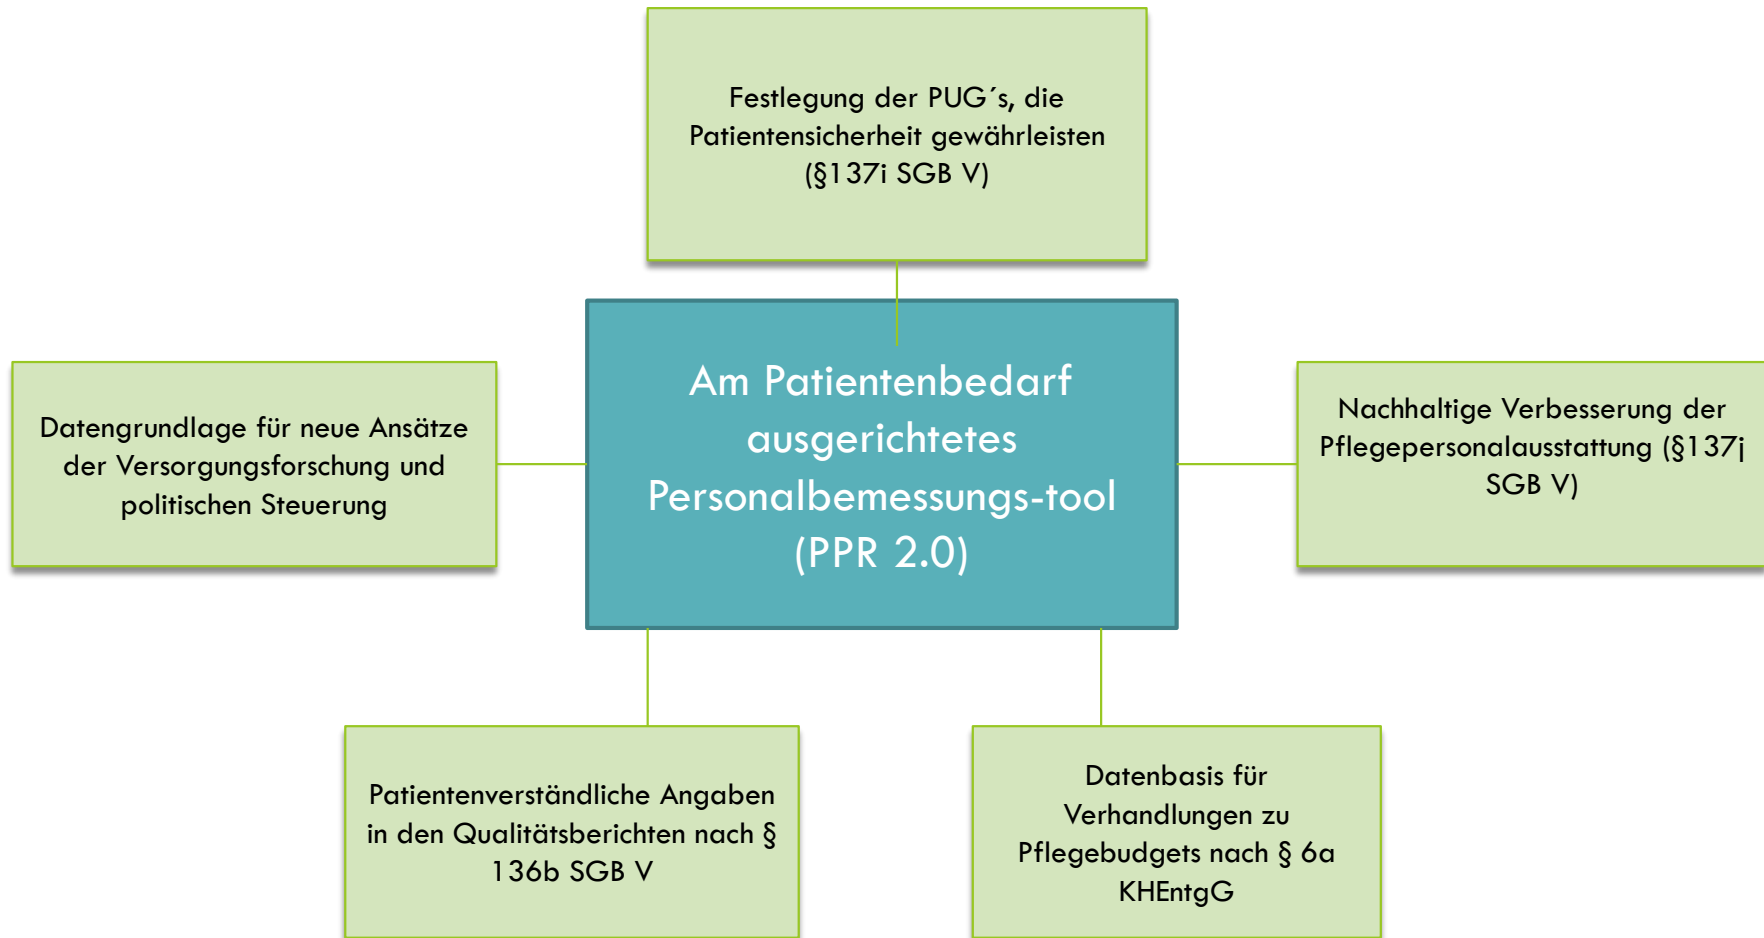 Festlegung der PUG´s, die
Patientensicherheit gewährleisten
(§137i SGB V)
Am Patientenbedarf
ausgerichtetes
Personalbemessungs-tool
(PPR 2.0)
Datengrundlage für neue Ansätze
der Versorgungsforschung und
politischen Steuerung
Nachhaltige Verbesserung der
Pflegepersonalausstattung (§137j
SGB V)
Patientenverständliche Angaben
in den Qualitätsberichten nach §
136b SGB V
Datenbasis für
Verhandlungen zu
Pflegebudgets nach § 6a
KHEntgG